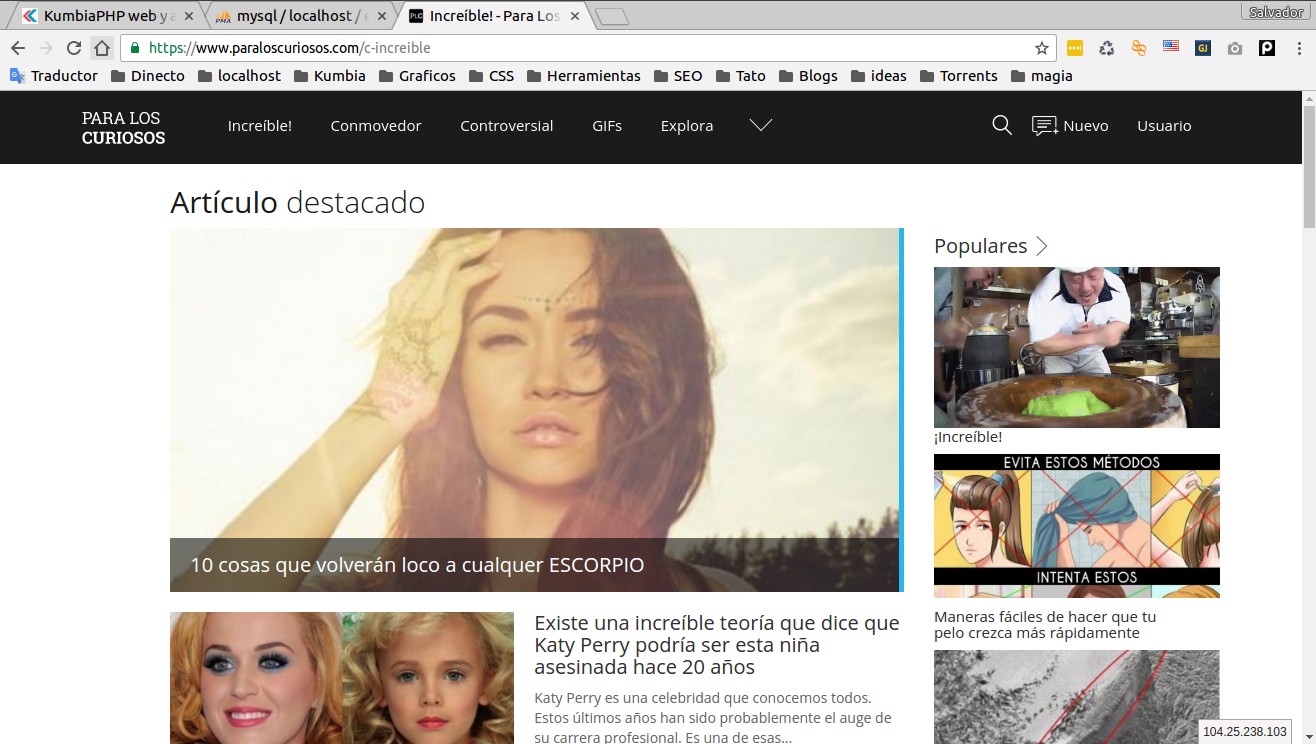 KumbiaPHP web y a
mysql / localhost / e
PLC
Increíble! - Para Los
Salvador
https://www.paraloscuriosos.com/c-increible
GJ
Traductor
Dinecto
localhost
Kumbia
Graficos
CSS
Herramientas
SEO
Tato
Blogs
ideas
Torrents
magia
PARA LOS
CURIOSOS
Increíble!
Conmovedor
Controversial
GIFs
Explora
Nuevo
Usuario
Artículo destacado
10 cosas que volverán loco a cualquer ESCORPIO
Existe una increíble teoría que dice que
Katy Perry podría ser esta niña
asesinada hace 20 años
Katy Perry es una celebridad que conocemos todos.
Estos últimos años han sido probablemente el auge de
su carrera profesional. Es una de esas...
Populares
¡Increíble!
EVITA ESTOS MÉTODOS
INTENTA ESTOS
Maneras fáciles de hacer que tu
pelo crezca más rápidamente
104.25.238.103